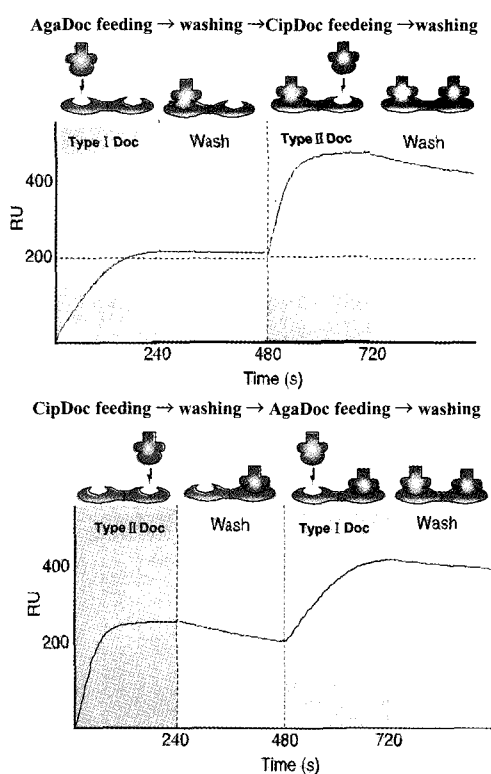 AgaDoc feeding → washing →CipDoc feedeing →washing
Type I Doc Wash Type II Doc Wash
400
RU
200
0
240 480 720
Time (s)
CipDoc feeding → washing → AgaDoc feeding → washing
Type II Doc Wash Type I Doc Wash
400
RU
200
0
240 480 720
Time (s)